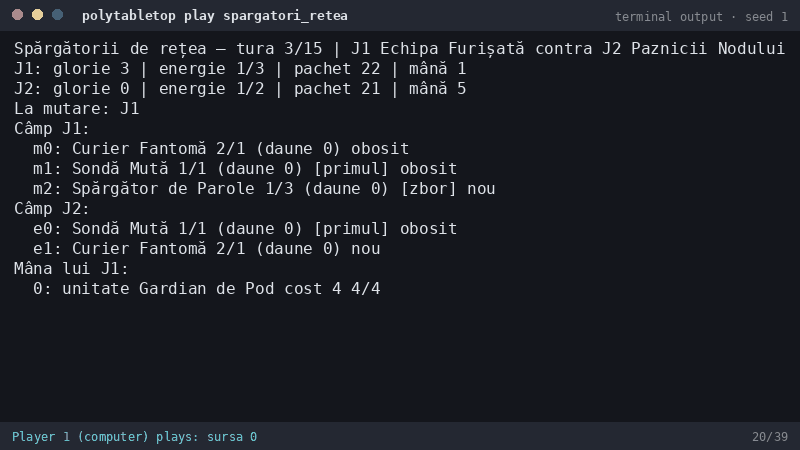 polytabletop play spargatori_retea
terminal output · seed 1
Spărgătorii de rețea — tura 3/15 | J1 Echipa Furișată contra J2 Paznicii Nodului
J1: glorie 3 | energie 1/3 | pachet 22 | mână 1
J2: glorie 0 | energie 1/2 | pachet 21 | mână 5
La mutare: J1
Câmp J1:
m0: Curier Fantomă 2/1 (daune 0) obosit
m1: Sondă Mută 1/1 (daune 0) [primul] obosit
m2: Spărgător de Parole 1/3 (daune 0) [zbor] nou
Câmp J2:
e0: Sondă Mută 1/1 (daune 0) [primul] obosit
e1: Curier Fantomă 2/1 (daune 0) nou
Mâna lui J1:
0: unitate Gardian de Pod cost 4 4/4
Player 1 (computer) plays: sursa 0
20/39